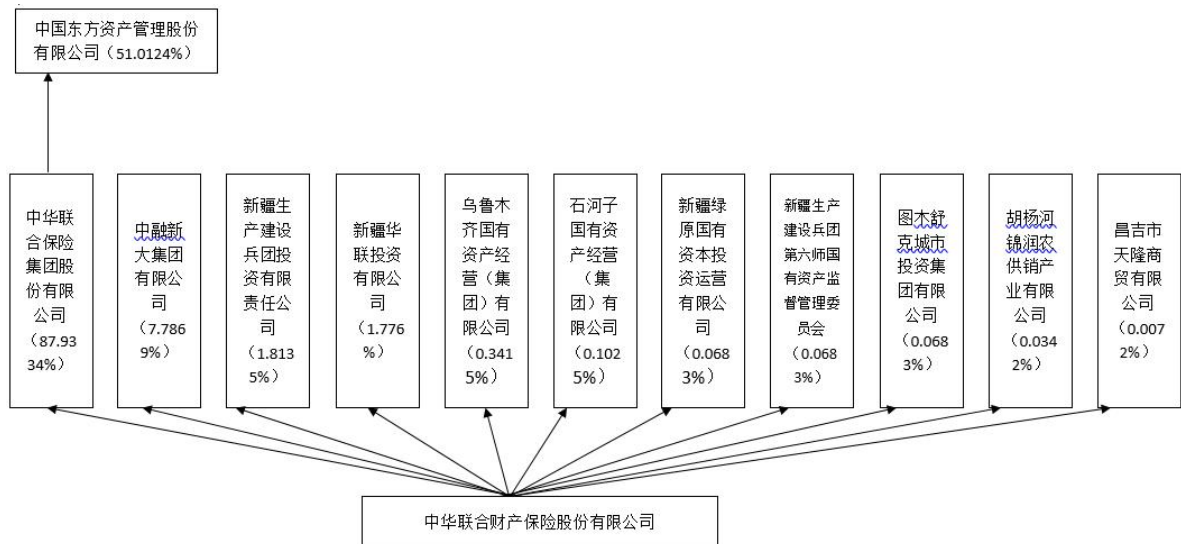 中国东方资产管理股份
有限公司（51.0124%）
中华联
合保险
集团股
份有限
公司
（87.93
34%）
中融新
大集团
有限公
司
（7.786
9%）
新疆生
产建设
兵团投
资有限
责任公
司
（1.813
5%）
新疆华
联投资
有限公
司
（1.776
%）
乌鲁木
齐国有
资产经
营（集
团）有
限公司
（0.341
5%）
石河子
国有资
产经营
（集
团）有
限公司
（0.102
5%）
新疆绿
原国有
资本投
资运营
有限公
司
（0.068
3%）
新疆生产
建设兵团
第六师国
有资产监
督管理委
员会
（0.068
3%）
图木舒
克城市
投资集
团有限
公司
（0.068
3%）
胡杨河
锦润农
供销产
业有限
公司
（0.034
2%）
昌吉市
天隆商
贸有限
公司
（0.007
2%）
中华联合财产保险股份有限公司